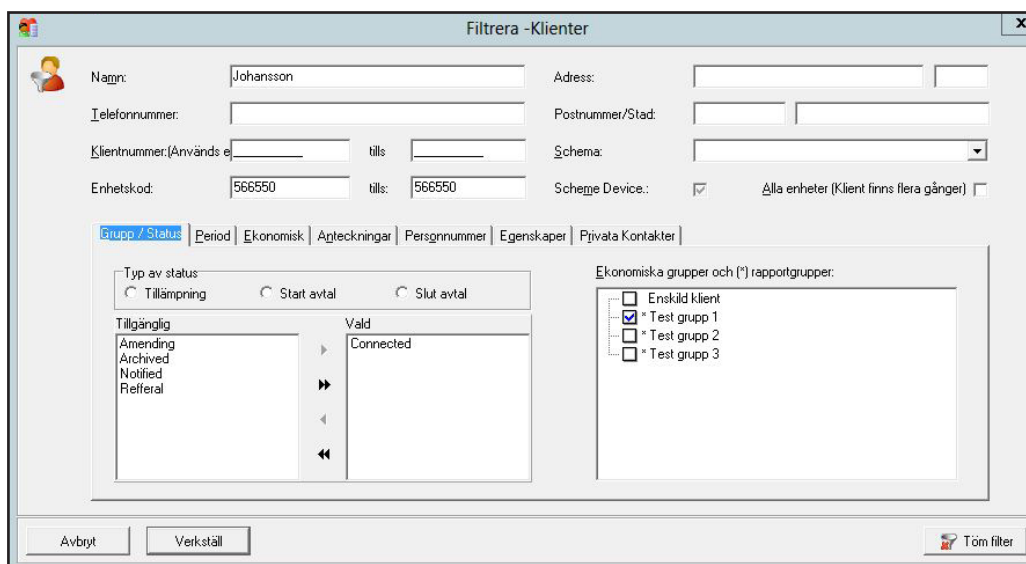 Filtrera -Klienter
x
Namn: Johansson Adress:
Telefonnummer: Postnummer/Stad:
Klientnummer:(Används e tills Schema:
Enhetskod: 566550 tills: 566550 Scheme Device.: Alla enheter (Klient finns flera gånger)
Grupp / Status Period Ekonomisk Anteckningar Personnummer Egenskaper Privata Kontakter
Typ av status
Tillämpning Start avtal Slut avtal
Tillgänglig
Amending
Archived
Notified
Refferal
Vald
Connected
Ekonomiska grupper och (*) rapportgrupper:
Enskild klient
* Test grupp 1
* Test grupp 2
* Test grupp 3
Avbryt Verkställ Töm filter